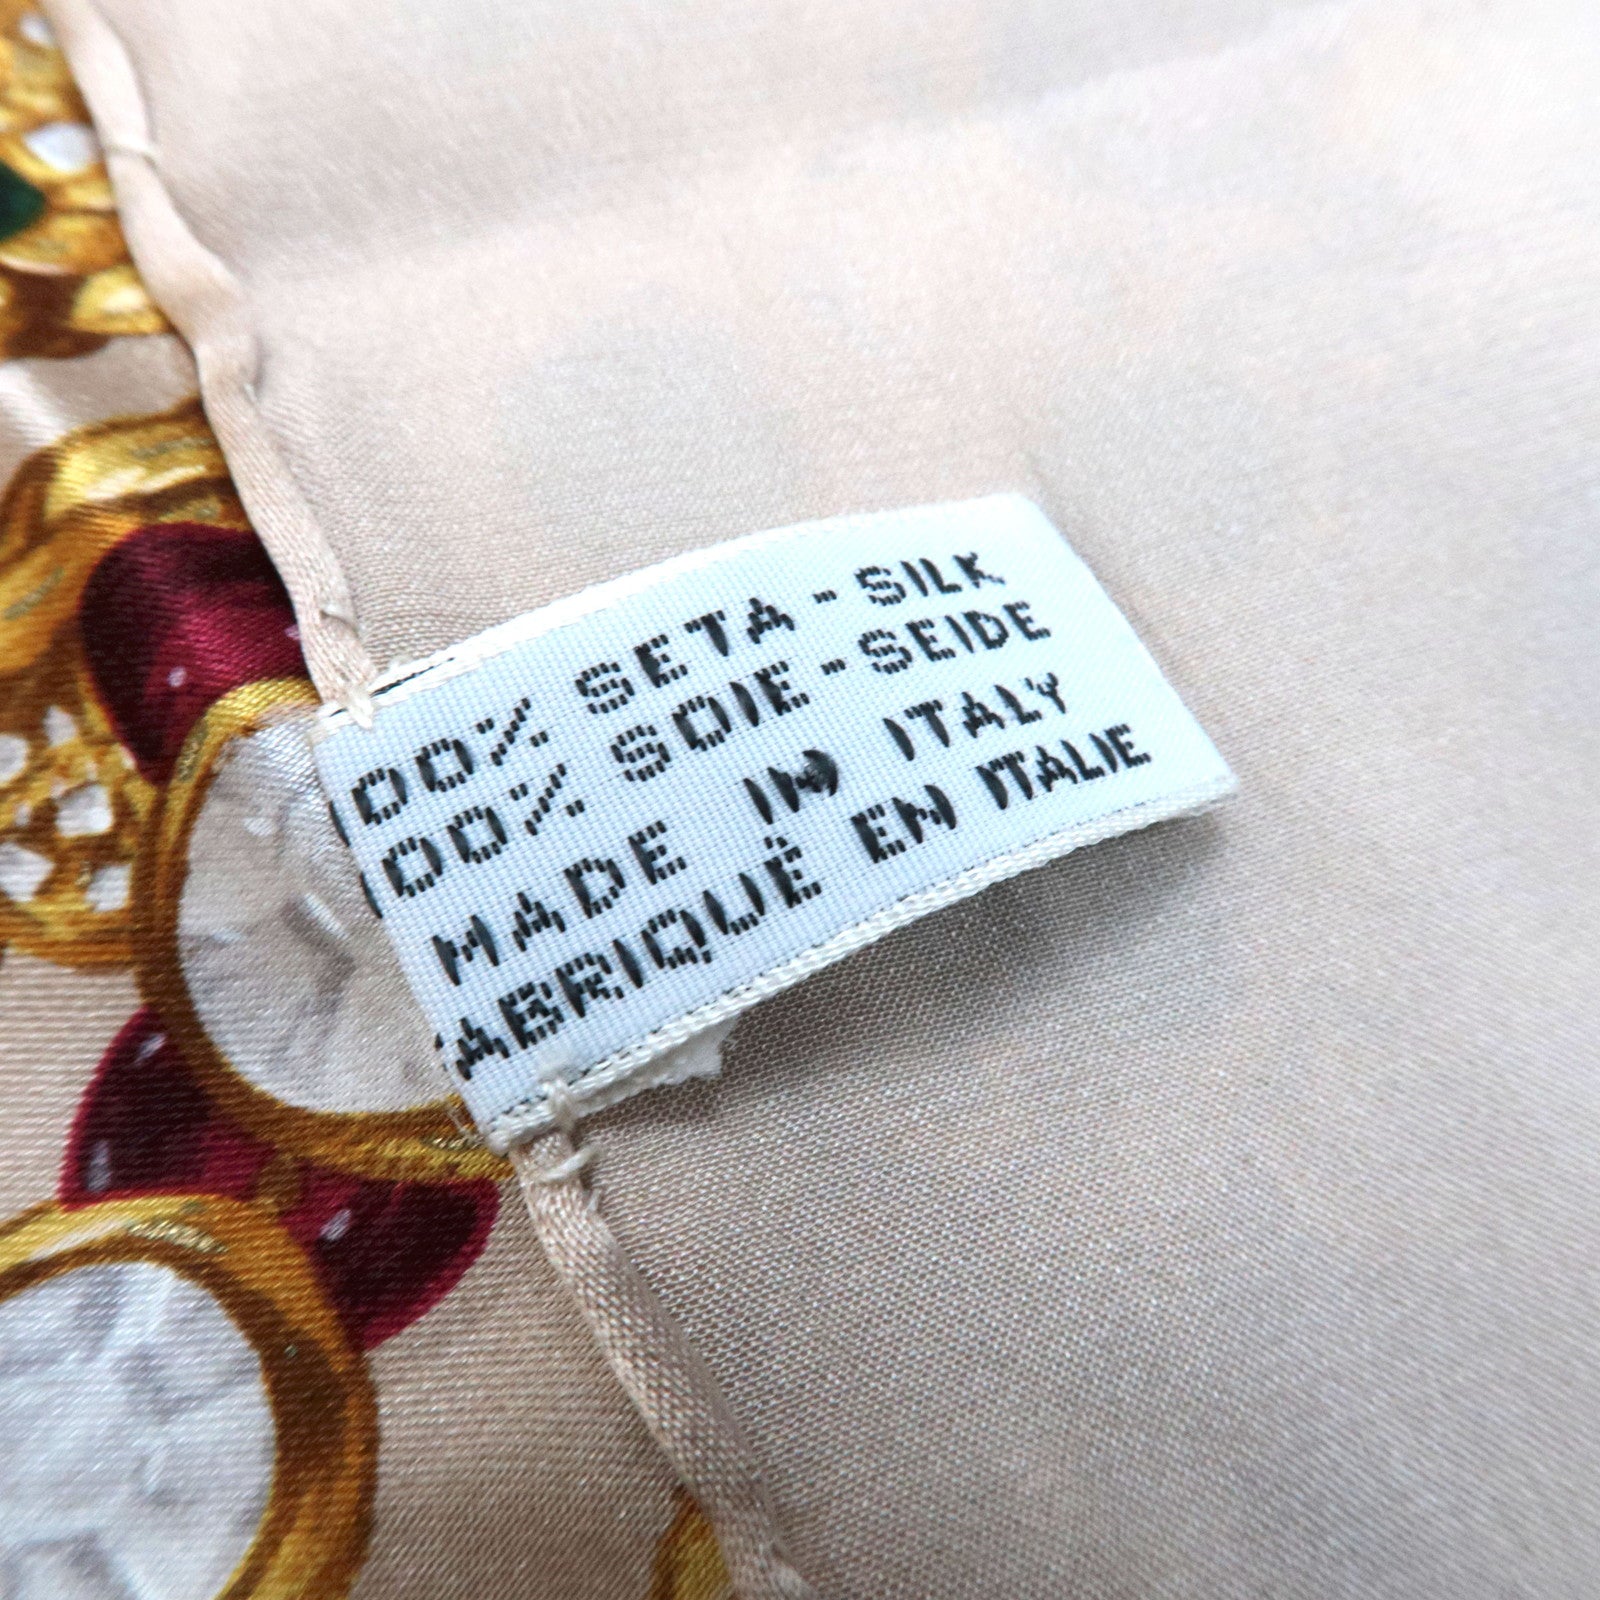 00% SETA - SILK
00% SOIE - SEIDE
MADE IN ITALY
ABRIQUÉ EN ITALIE